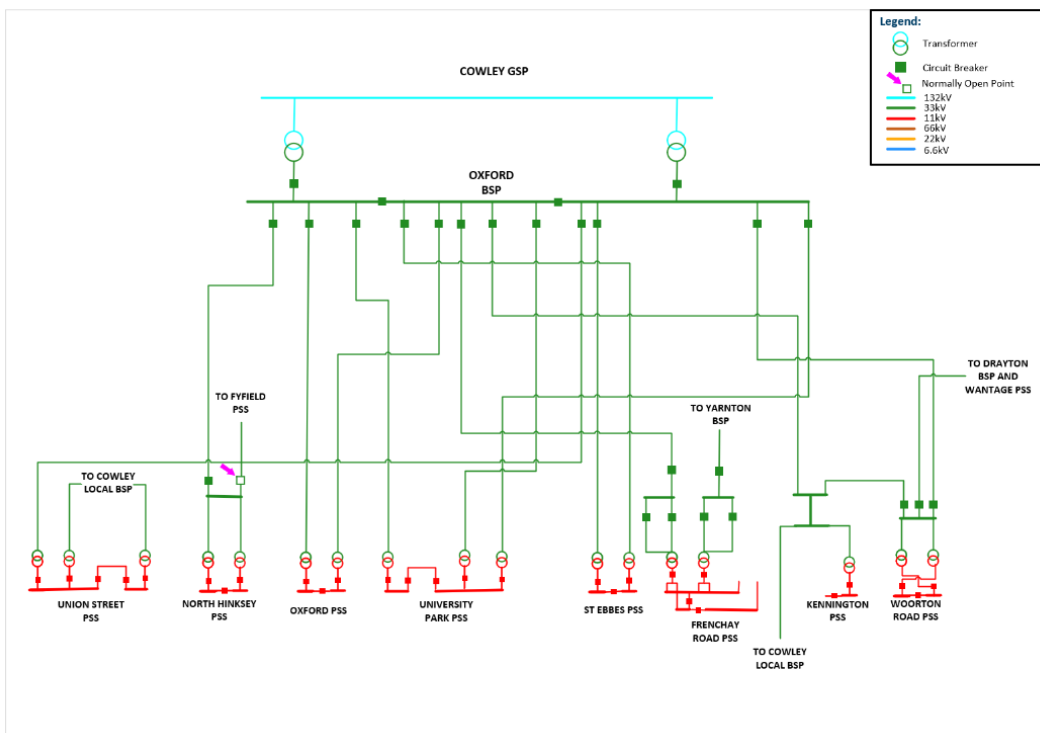 Legend:
Transformer
Circuit Breaker
Normally Open Point
132kV
33kV
11kV
66kV
22kV
6.6kV
COWLEY GSP
OXFORD
BSP
TO DRAYTON
BSP AND
WANTAGE PSS
TO FYFIELD
PSS
TO YARNTON
BSP
TO COWLEY
LOCAL BSP
UNION STREET
PSS
NORTH HINKSEY
PSS
OXFORD PSS
UNIVERSITY
PARK PSS
ST EBBES PSS
FRENCHAY
ROAD PSS
KENNINGTON
PSS
WOORTON
ROAD PSS
TO COWLEY
LOCAL BSP